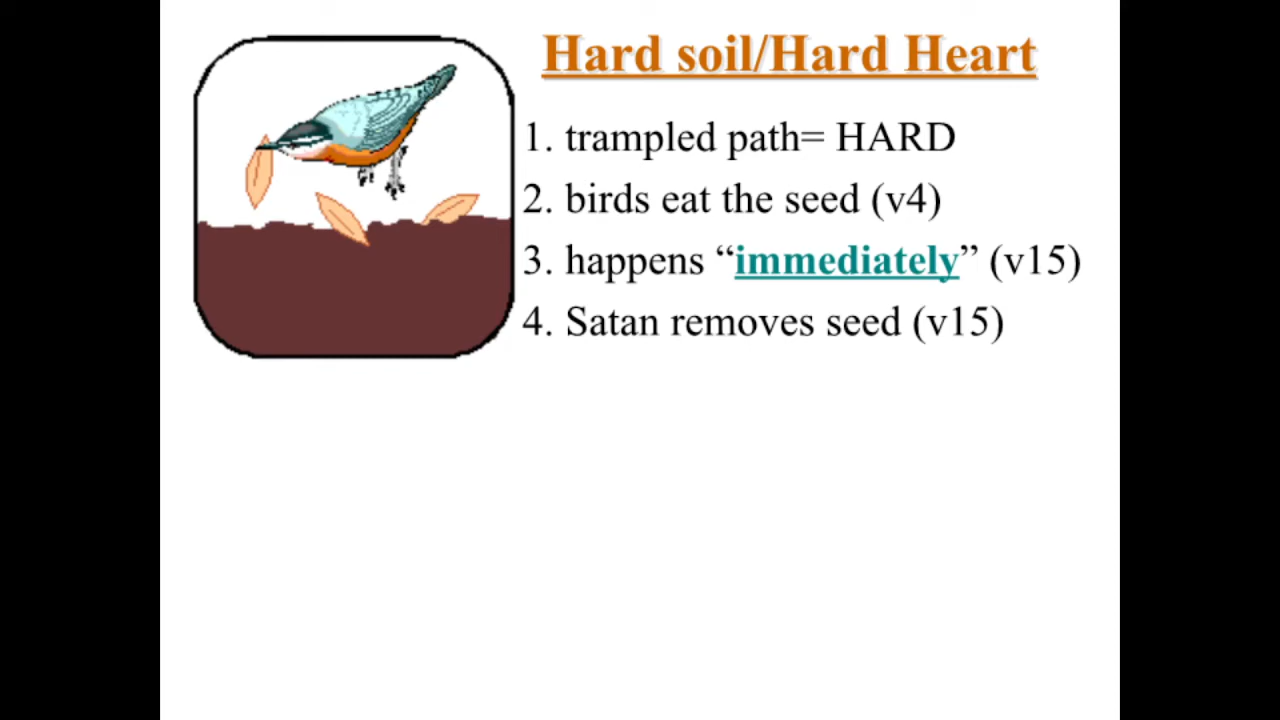 Hard soil/Hard Heart
1. trampled path= HARD
2. birds eat the seed (v4)
3. happens “immediately” (v15)
4. Satan removes seed (v15)